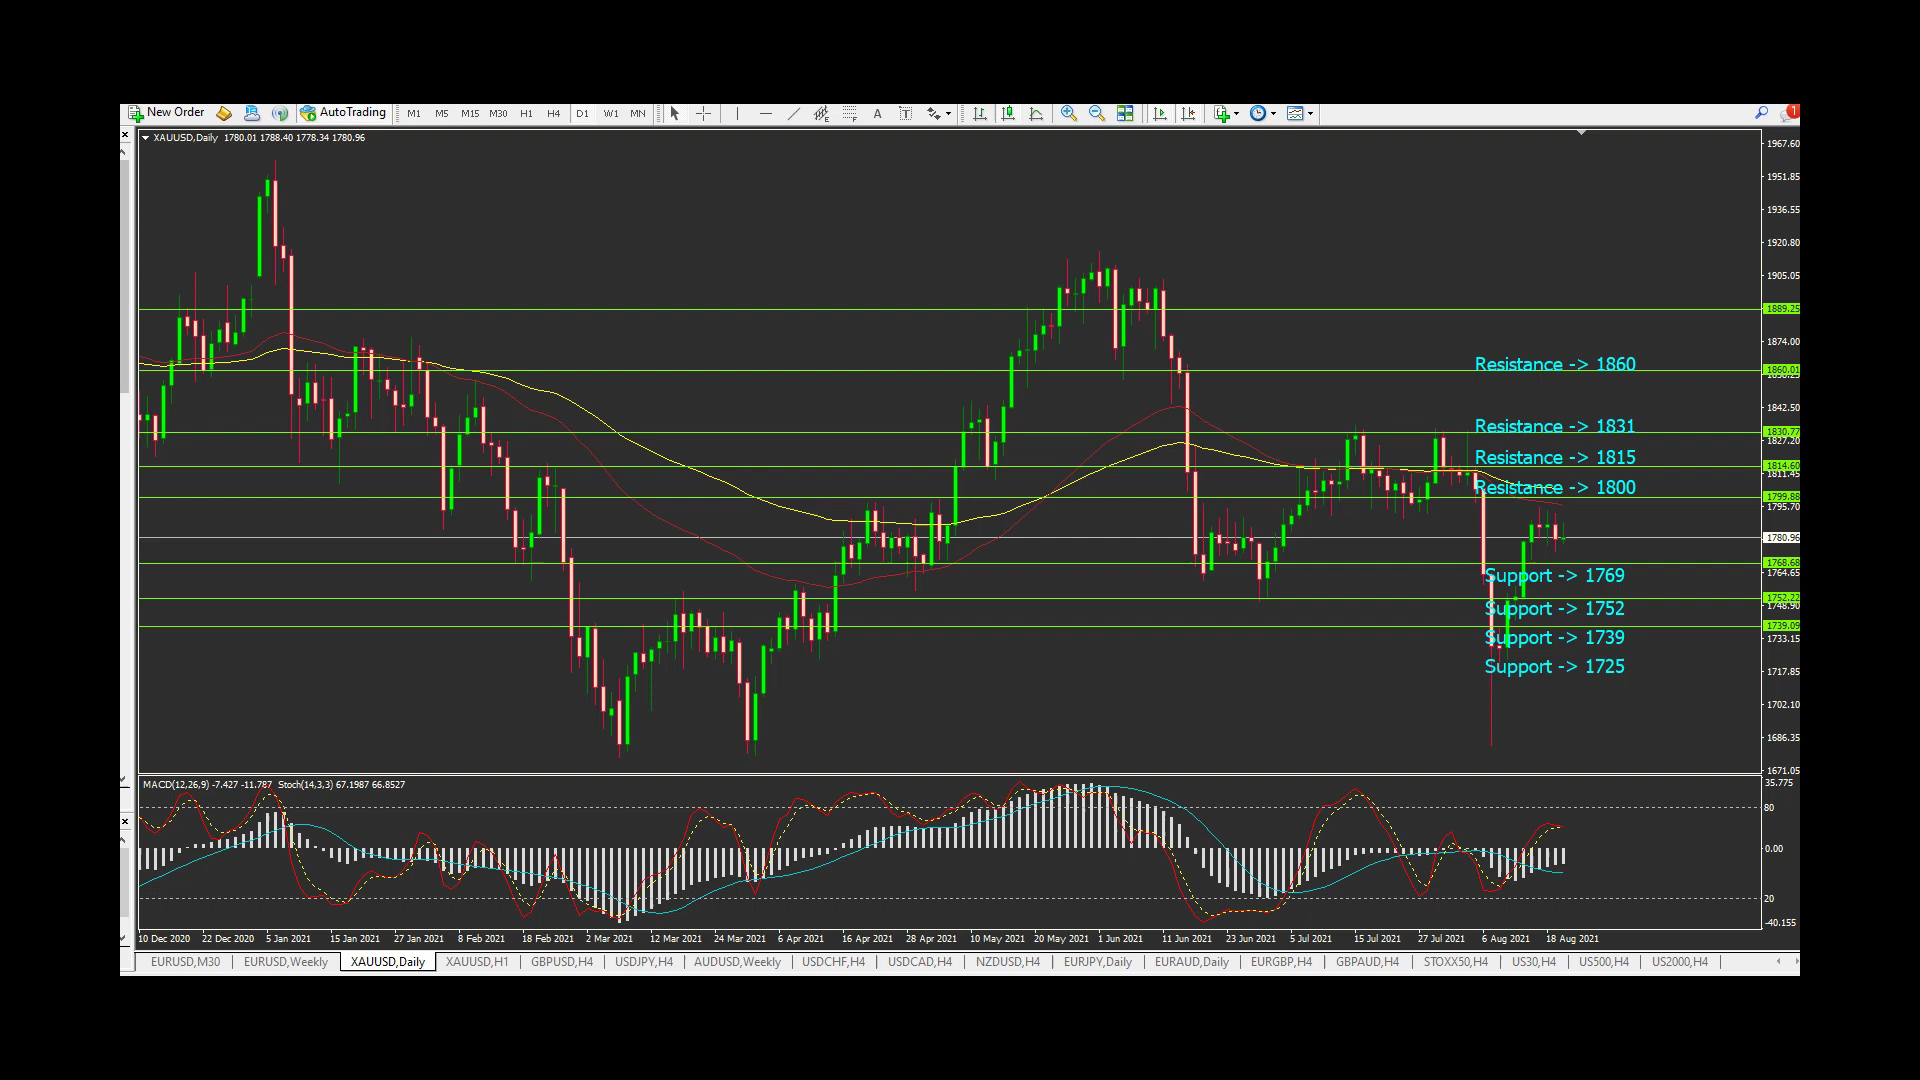 New Order AutoTrading M1 M5 M15 M30 H1 H4 D1 W1 MN A T 1
XAUUSD,Daily 1780.01 1788.40 1778.34 1780.96
1967.60
1951.85
1936.55
1920.80
1905.05
1889.25
1874.00
Resistance -> 1860
1860.01
1842.50
Resistance -> 1831
1830.77
1827.20
Resistance -> 1815
1814.60
1811.45
Resistance -> 1800
1799.88
1795.70
1780.96
1768.68
Support -> 1769
1764.65
1752.22
Support -> 1752
1748.90
1739.09
Support -> 1739
1733.15
Support -> 1725
1717.85
1702.10
1686.35
1671.05
MACD(12,26,9) -7.427 -11.787 Stoch(14,3,3) 67.1987 66.8527
35.775
80
0.00
20
-40.155
10 Dec 2020 22 Dec 2020 5 Jan 2021 15 Jan 2021 27 Jan 2021 8 Feb 2021 18 Feb 2021 2 Mar 2021 12 Mar 2021 24 Mar 2021 6 Apr 2021 16 Apr 2021 28 Apr 2021 10 May 2021 20 May 2021 1 Jun 2021 11 Jun 2021 23 Jun 2021 5 Jul 2021 15 Jul 2021 27 Jul 2021 6 Aug 2021 18 Aug 2021
EURUSD,M30 EURUSD,Weekly XAUUSD,Daily XAUUSD,H1 GBPUSD,H4 USDJPY,H4 AUDUSD,Weekly USDCHF,H4 USDCAD,H4 NZDUSD,H4 EURJPY,Daily EURAUD,Daily EURGBP,H4 GBPAUD,H4 STOXX50,H4 US30,H4 US500,H4 US2000,H4